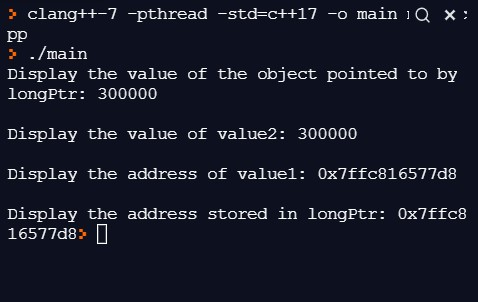 > clang++-7 -pthread -std=c++17 -o main
pp
> ./main
Display the value of the object pointed to by
longPtr: 300000
Display the value of value2: 300000
Display the address of value1: 0x7ffc816577d8
Display the address stored in longPtr: 0x7ffc8
16577d8>